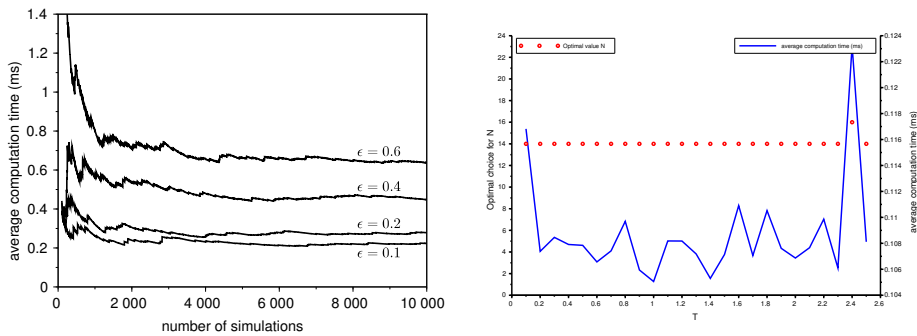 average computation time (ms)
1.4
1.2
1.0
0.8
0.6
0.4
0.2
0
ϵ = 0.6
ϵ = 0.4
ϵ = 0.2
ϵ = 0.1
0 2 000 4 000 6 000 8 000 10 000
number of simulations
Optimal value N
average computation time (ms)
Optimal choice for N
24
22
20
18
16
14
12
10
8
6
4
2
0
0.124
0.122
0.12
0.118
0.116
0.114
0.112
0.11
0.108
0.106
0.104
average computation time (ms)
0.0 0.2 0.4 0.6 0.8 1.0 1.2 1.4 1.6 1.8 2.0 2.2 2.4 2.6
T